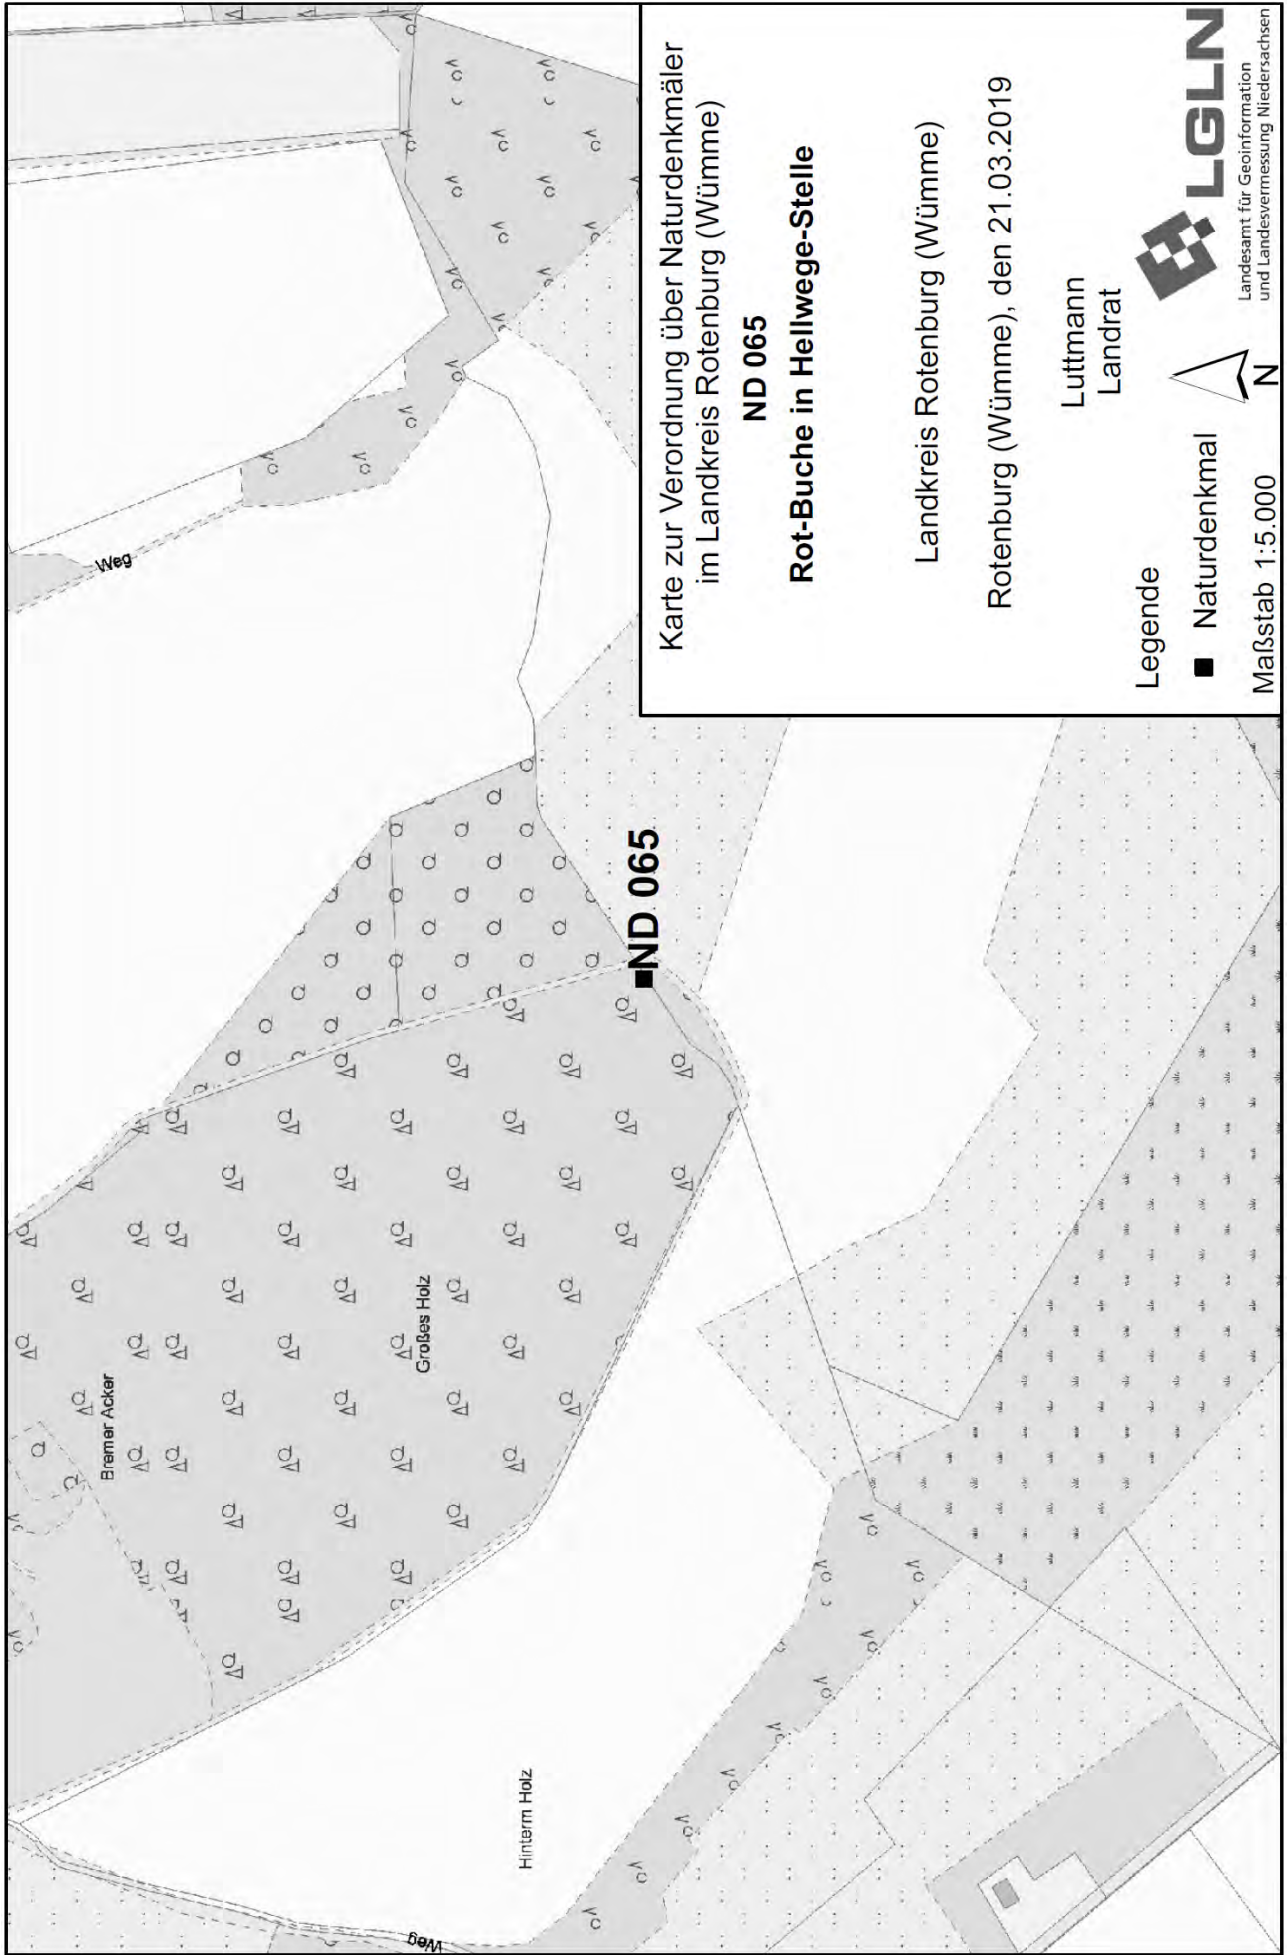 Weg
Bremer Acker
Großes Holz
Hinterm Holz
Weg
ND 065
Karte zur Verordnung über Naturdenkmäler
im Landkreis Rotenburg (Wümme)
ND 065
Rot-Buche in Hellwege-Stelle
Landkreis Rotenburg (Wümme)
Rotenburg (Wümme), den 21.03.2019
Luttmann
Landrat
Legende
Naturdenkmal
Maßstab 1:5.000
N
LGLN
Landesamt für Geoinformation
und Landesvermessung Niedersachsen